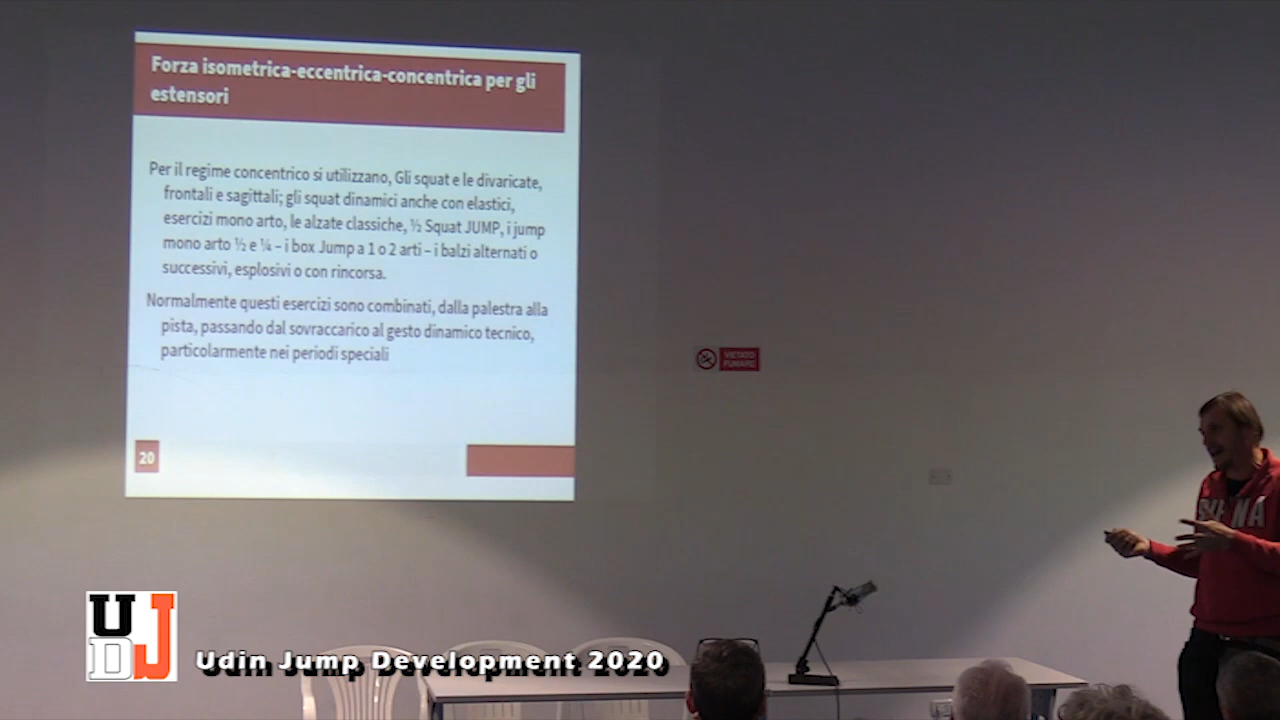 Forza isometrica-eccentrica-concentrica per gli
estensori
Per il regime concentrico si utilizzano, Gli squat e le divaricate,
frontali e sagittali; gli squat dinamici anche con elastici,
esercizi mono arto, le alzate classiche, ½ Squat JUMP, i jump
mono arto ½ e ¼ – i box Jump a 1 o 2 arti – i balzi alternati o
successivi, esplosivi o con rincorsa.
Normalmente questi esercizi sono combinati, dalla palestra alla
pista, passando dal sovraccarico al gesto dinamico tecnico,
particolarmente nei periodi speciali
20
VIETATO
FUMARE
UDJ
Udin Jump Development 2020